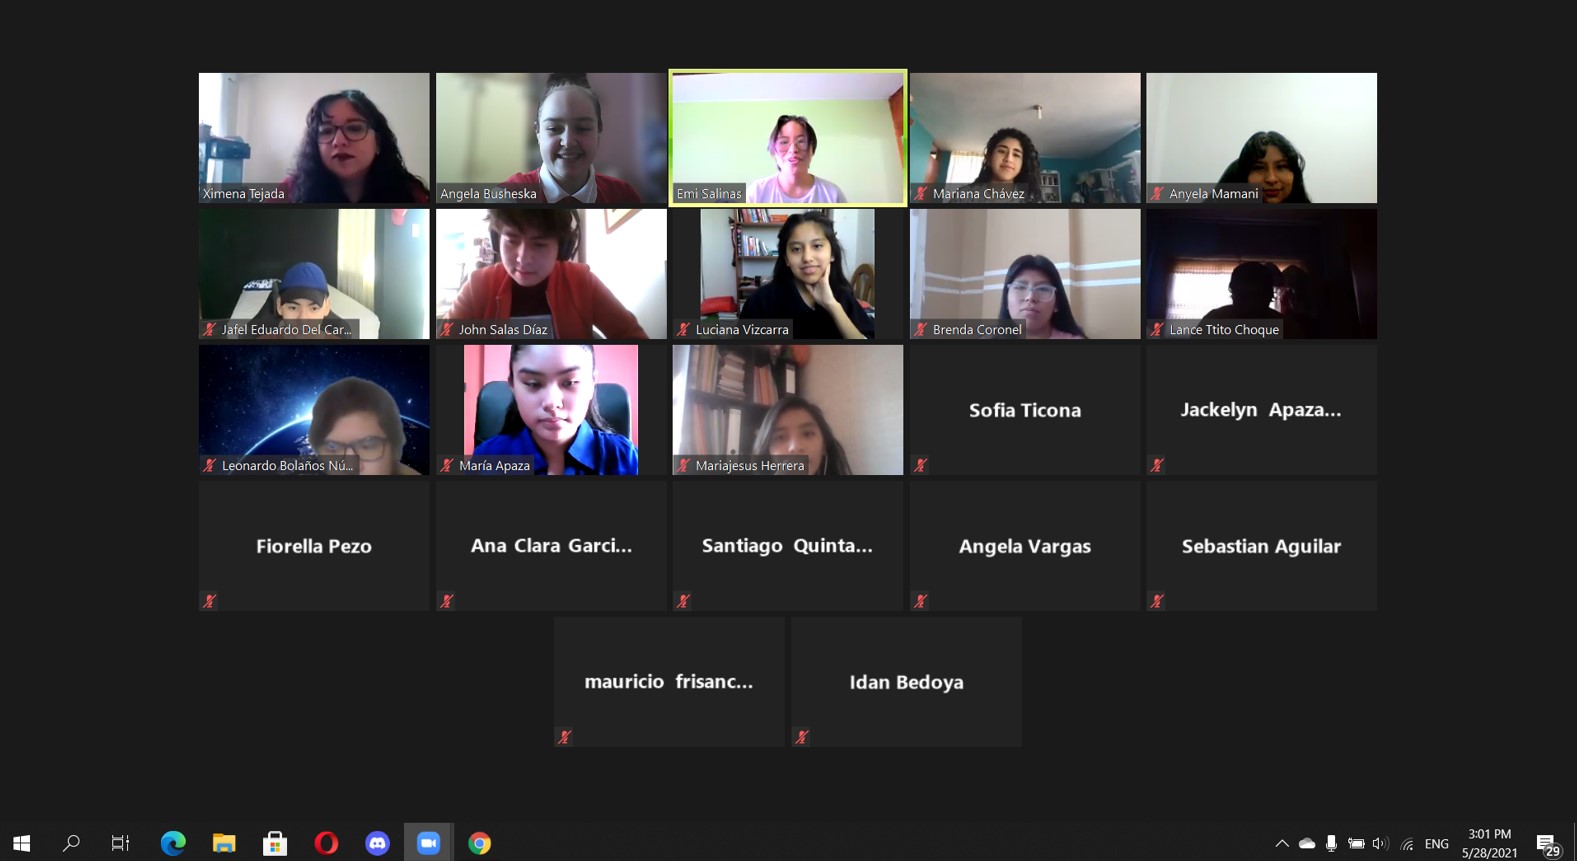 Ximena Tejada
Angela Busheska
Emi Salinas
Mariana Chávez
Anyela Mamani
Jafel Eduardo Del Car...
John Salas Díaz
Luciana Vizcarra
Brenda Coronel
Lance Ttito Choque
Leonardo Bolaños Nú...
María Apaza
Mariajesus Herrera
Sofia Ticona
Jackelyn Apaza...
Fiorella Pezo
Ana Clara Garci...
Santiago Quinta...
Angela Vargas
Sebastian Aguilar
mauricio frisanc...
Idan Bedoya
ENG
3:01 PM
5/28/2021
29